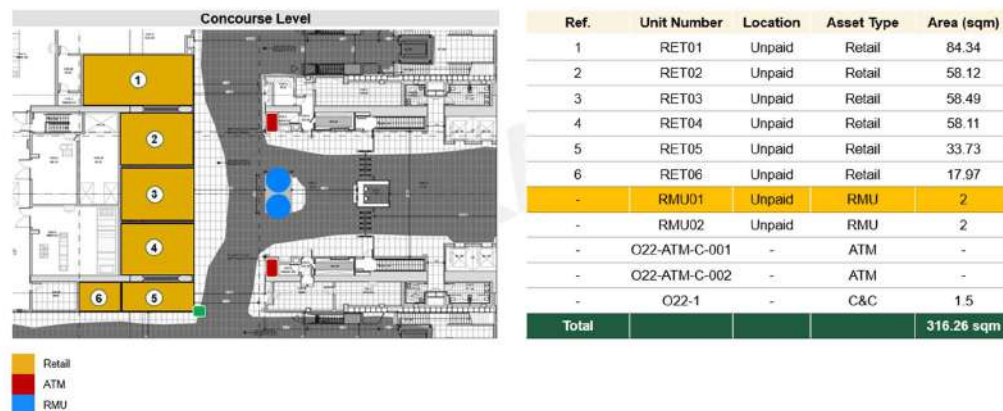 Concourse Level
1
2
3
4
6
5
Retail
ATM
RMU
Ref. Unit Number Location Asset Type Area (sqm)
1 RET01 Unpaid Retail 84.34
2 RET02 Unpaid Retail 58.12
3 RET03 Unpaid Retail 58.49
4 RET04 Unpaid Retail 58.11
5 RET05 Unpaid Retail 33.73
6 RET06 Unpaid Retail 17.97
- RMU01 Unpaid RMU 2
- RMU02 Unpaid RMU 2
- O22-ATM-C-001 - ATM -
- O22-ATM-C-002 - ATM -
- O22-1 - C&C 1.5
Total 316.26 sqm